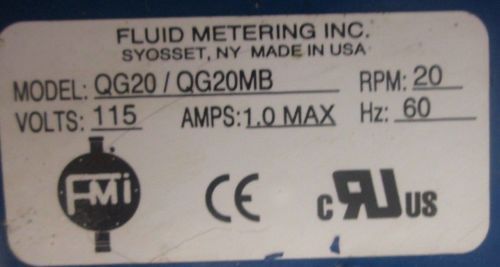 FLUID METERING INC.
SYOSSET, NY MADE IN USA
MODEL: QG20 / QG20MB RPM: 20
VOLTS: 115 AMPS: 1.0 MAX Hz: 60
FMI CE c RU US